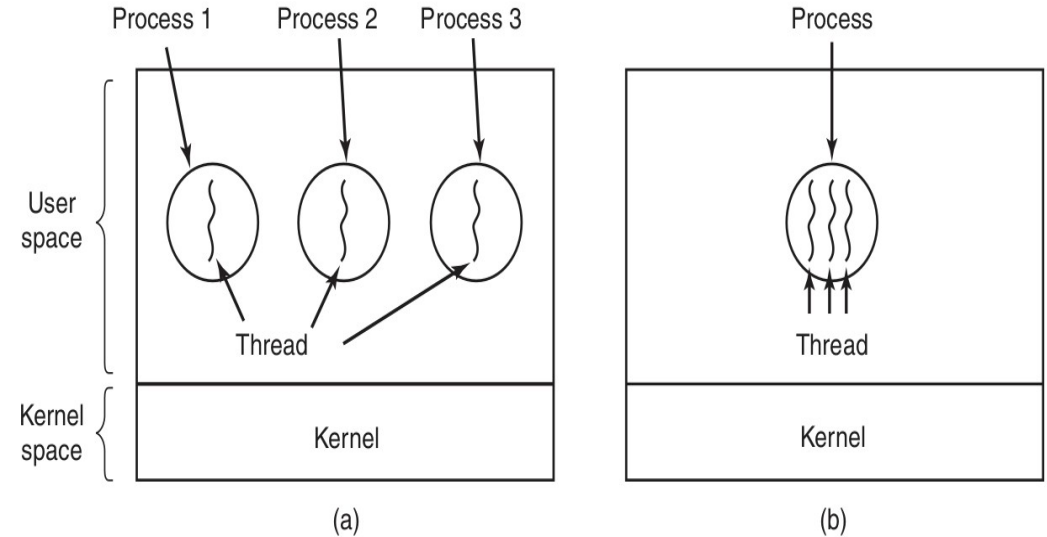 Process 1
Process 2
Process 3
Process
User
space
Thread
Thread
Kernel
space
Kernel
Kernel
(a)
(b)